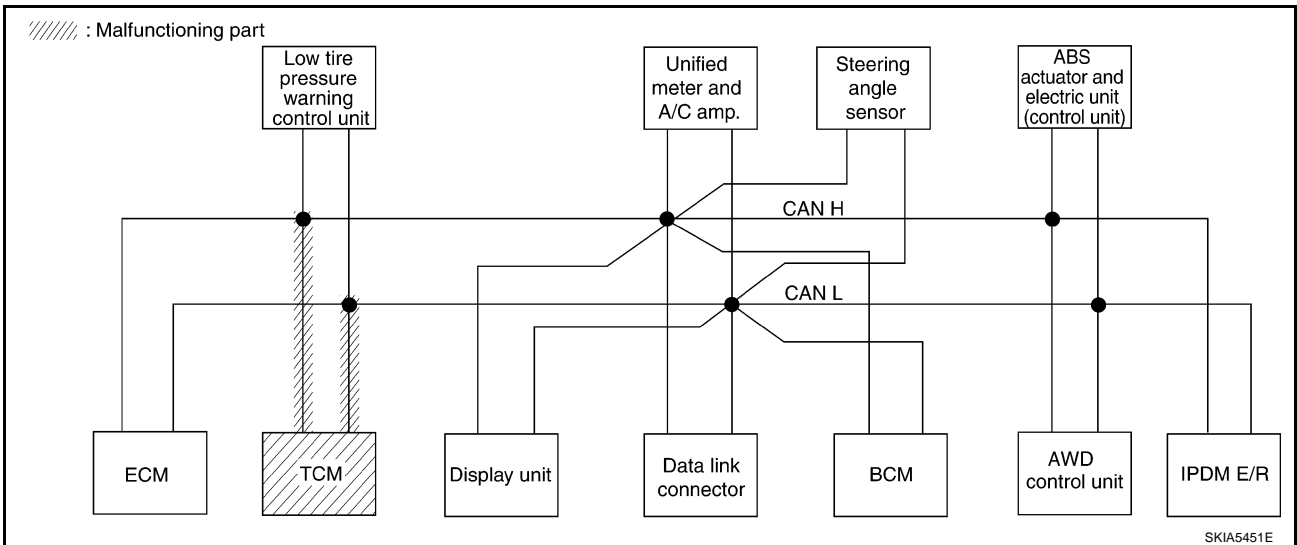 : Malfunctioning part
Low tire
pressure
warning
control unit
Unified
meter and
A/C amp.
Steering
angle
sensor
ABS
actuator and
electric unit
(control unit)
CAN H
CAN L
ECM
TCM
Display unit
Data link
connector
BCM
AWD
control unit
IPDM E/R
SKIA5451E